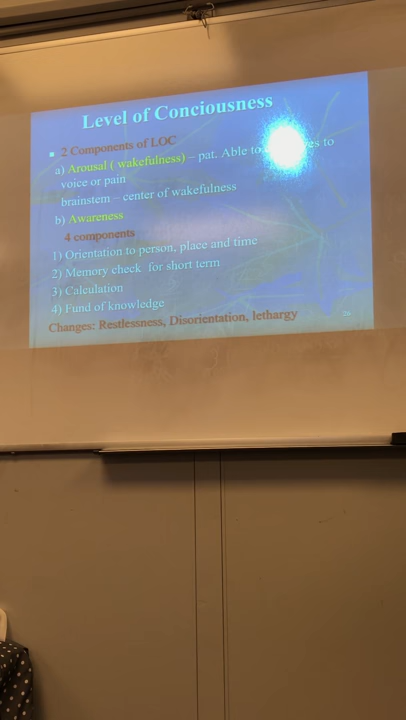 Level of Conciousness
▪ 2 Components of LOC
a) Arousal ( wakefulness) – pat. Able to to
voice or pain
brainstem – center of wakefulness
b) Awareness
4 components
1) Orientation to person, place and time
2) Memory check for short term
3) Calculation
4) Fund of knowledge
Changes: Restlessness, Disorientation, lethargy